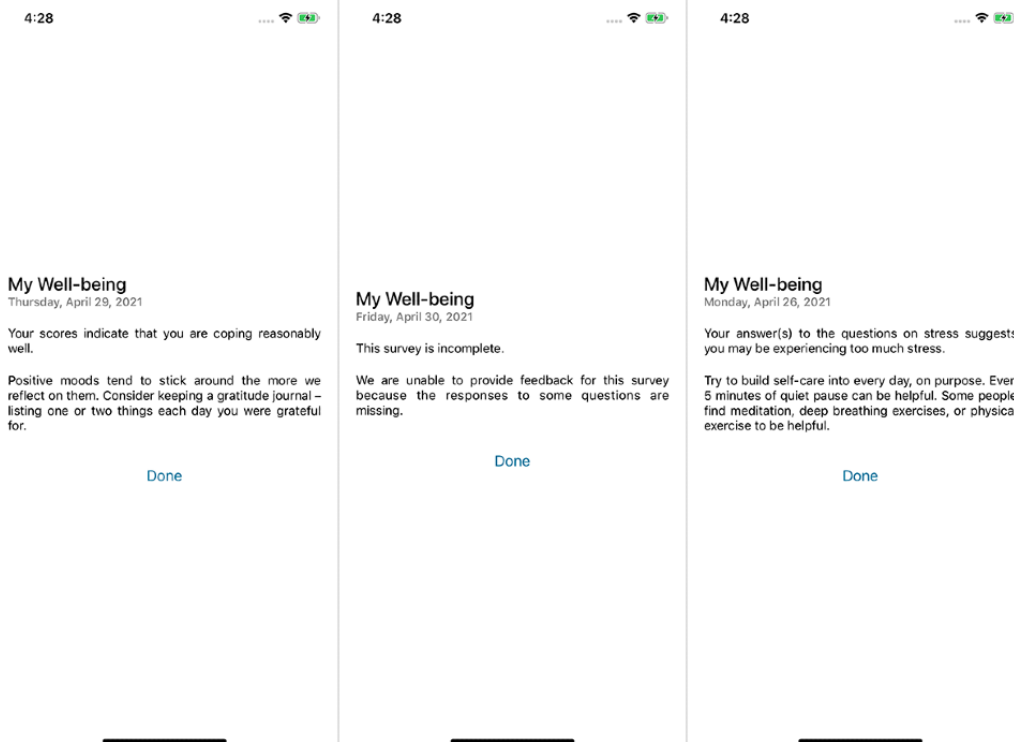 4:28
My Well-being
Thursday, April 29, 2021
Your scores indicate that you are coping reasonably
well.
Positive moods tend to stick around the more we
reflect on them. Consider keeping a gratitude journal –
listing one or two things each day you were grateful
for.
Done
4:28
My Well-being
Friday, April 30, 2021
This survey is incomplete.
We are unable to provide feedback for this survey
because the responses to some questions are
missing.
Done
4:28
My Well-being
Monday, April 26, 2021
Your answer(s) to the questions on stress suggests
you may be experiencing too much stress.
Try to build self-care into every day, on purpose. Even
5 minutes of quiet pause can be helpful. Some people
find meditation, deep breathing exercises, or physica
exercise to be helpful.
Done